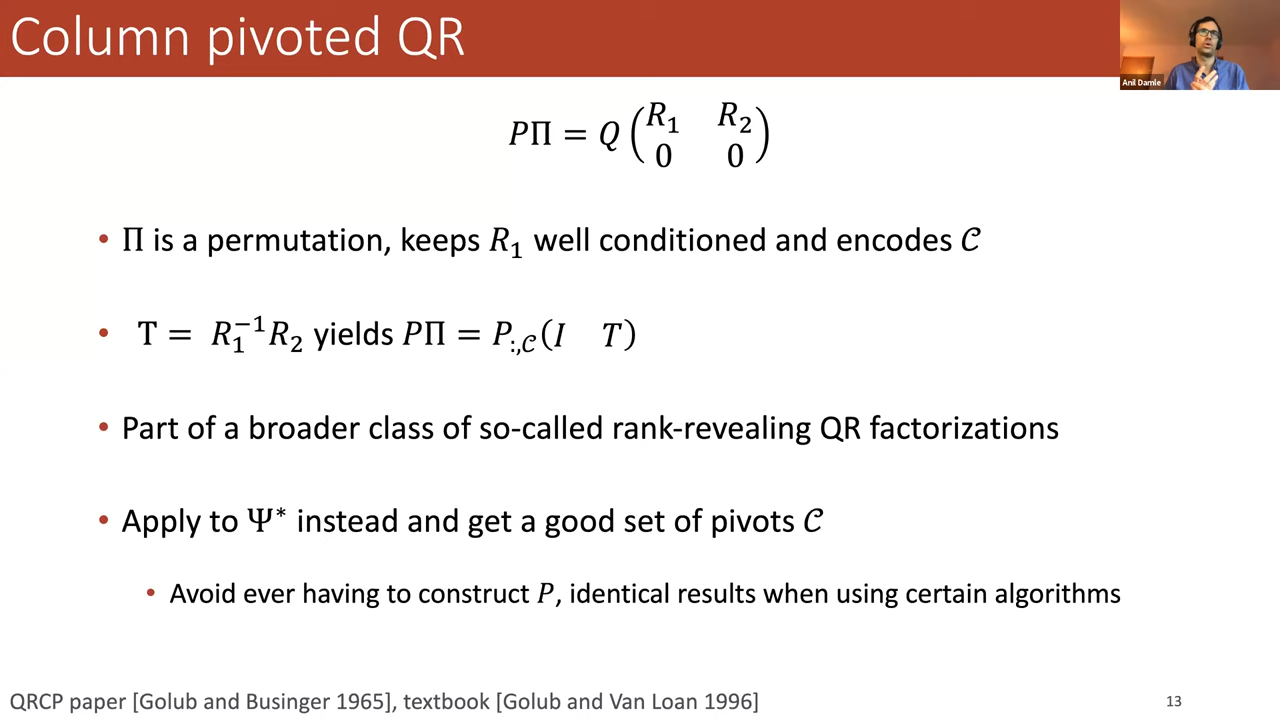 Column pivoted QR
Anil Damle
𝑃Π = 𝑄 (𝑅₁ 𝑅₂
0 0)
• Π is a permutation, keeps 𝑅₁ well conditioned and encodes 𝒞
• T = 𝑅₁⁻¹𝑅₂ yields 𝑃Π = 𝑃:,𝒞(𝐼 𝑇)
• Part of a broader class of so-called rank-revealing QR factorizations
• Apply to Ψ* instead and get a good set of pivots 𝒞
• Avoid ever having to construct 𝑃, identical results when using certain algorithms
QRCP paper [Golub and Businger 1965], textbook [Golub and Van Loan 1996]
13